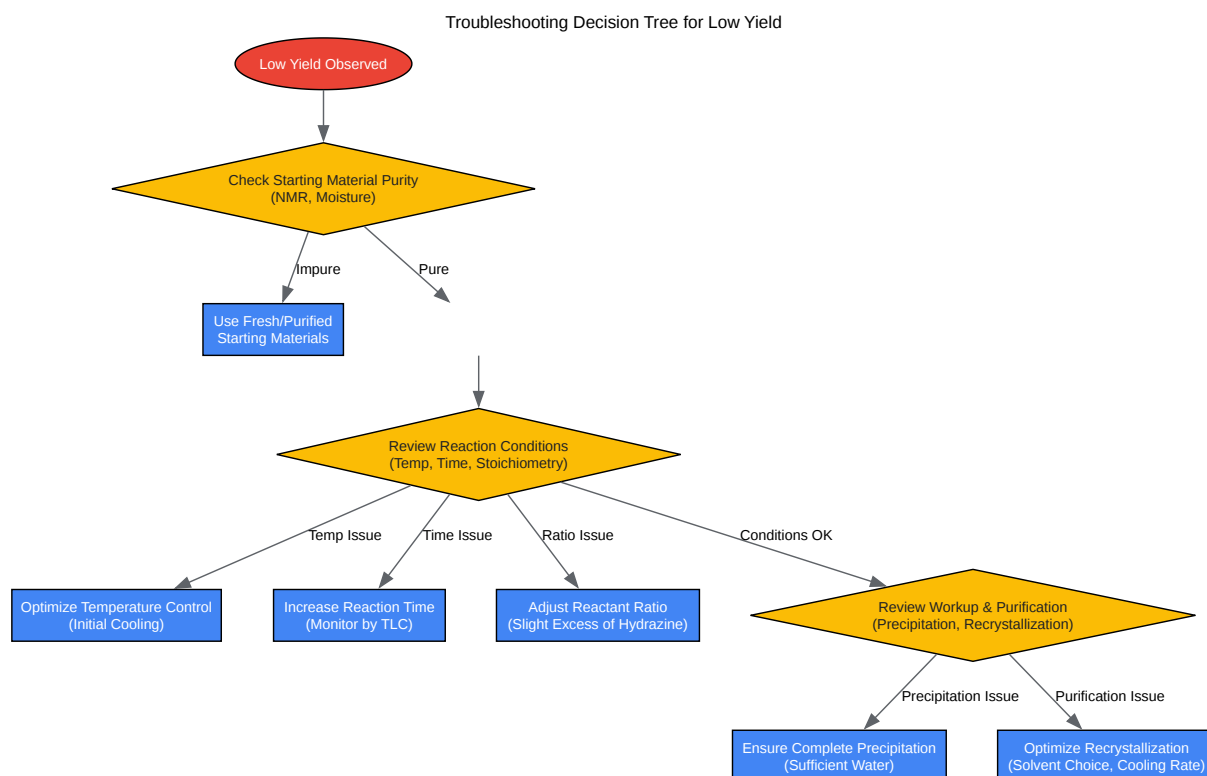 Troubleshooting Decision Tree for Low Yield
Low Yield Observed
Check Starting Material Purity
(NMR, Moisture)
Impure
Pure
Use Fresh/Purified
Starting Materials
Review Reaction Conditions
(Temp, Time, Stoichiometry)
Temp Issue
Time Issue
Ratio Issue
Conditions OK
Optimize Temperature Control
(Initial Cooling)
Increase Reaction Time
(Monitor by TLC)
Adjust Reactant Ratio
(Slight Excess of Hydrazine)
Review Workup & Purification
(Precipitation, Recrystallization)
Precipitation Issue
Purification Issue
Ensure Complete Precipitation
(Sufficient Water)
Optimize Recrystallization
(Solvent Choice, Cooling Rate)